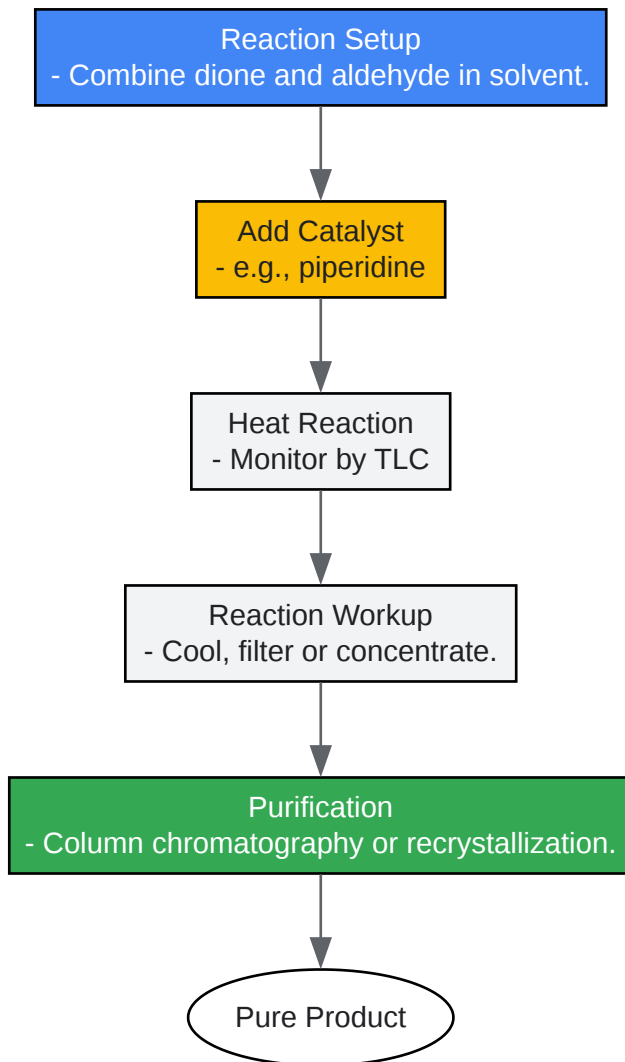 Reaction Setup
- Combine dione and aldehyde in solvent.
Add Catalyst
- e.g., piperidine
Heat Reaction
- Monitor by TLC
Reaction Workup
- Cool, filter or concentrate.
Purification
- Column chromatography or recrystallization.
Pure Product